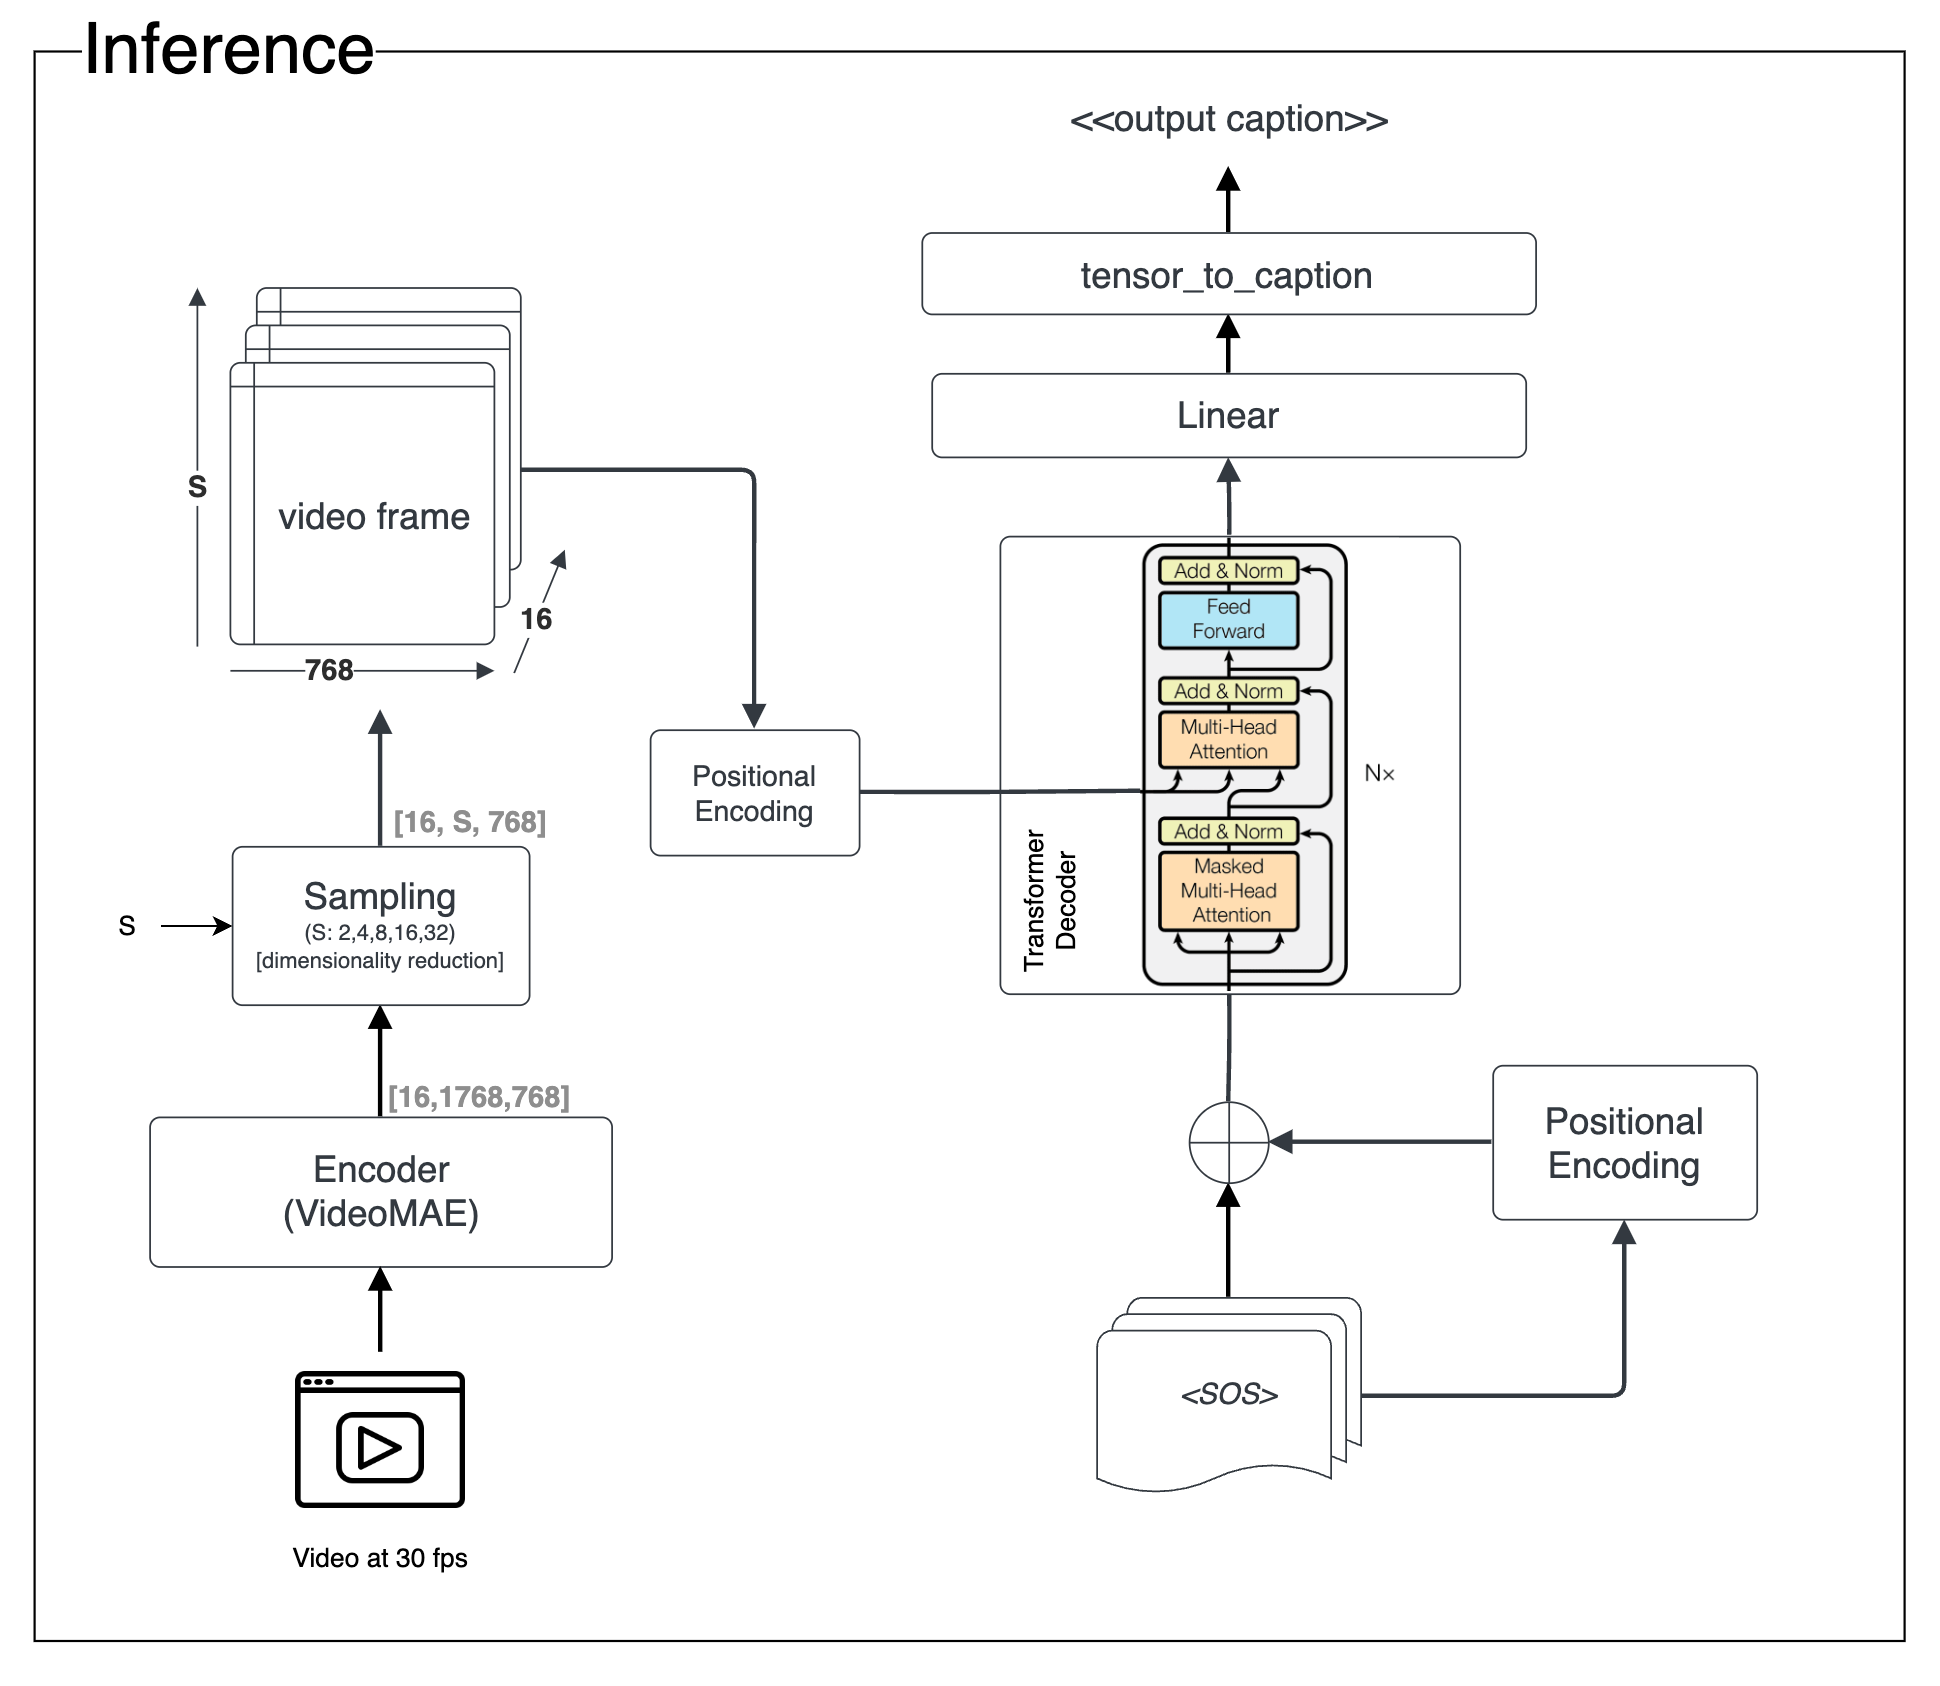 Inference
<<output caption>>
tensor_to_caption
Linear
S
video frame
16
768
Add & Norm
Feed
Forward
Add & Norm
Multi-Head
Attention
N×
Add & Norm
Masked
Multi-Head
Attention
Transformer
Decoder
Positional
Encoding
[16, S, 768]
S
Sampling
(S: 2,4,8,16,32)
[dimensionality reduction]
[16,1768,768]
Encoder
(VideoMAE)
Positional
Encoding
<SOS>
Video at 30 fps